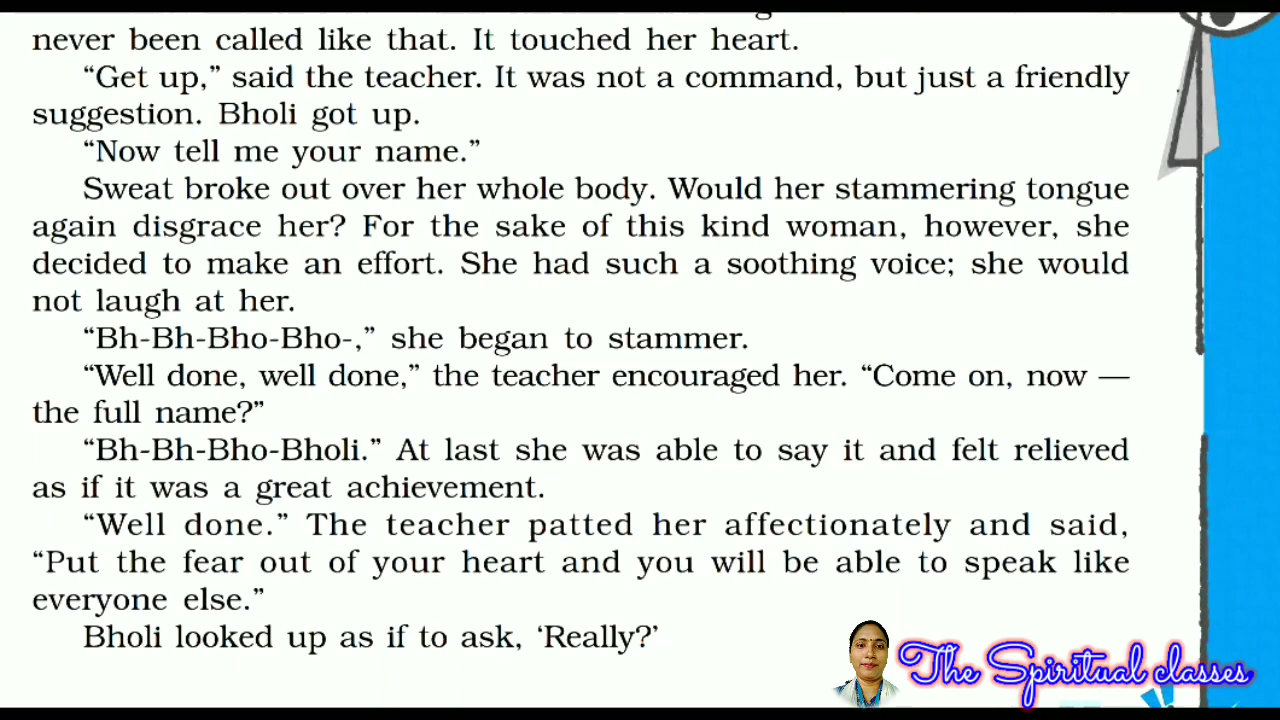 never been called like that. It touched her heart.
“Get up,” said the teacher. It was not a command, but just a friendly
suggestion. Bholi got up.
“Now tell me your name.”
Sweat broke out over her whole body. Would her stammering tongue
again disgrace her? For the sake of this kind woman, however, she
decided to make an effort. She had such a soothing voice; she would
not laugh at her.
“Bh-Bh-Bho-Bho-,” she began to stammer.
“Well done, well done,” the teacher encouraged her. “Come on, now —
the full name?”
“Bh-Bh-Bho-Bholi.” At last she was able to say it and felt relieved
as if it was a great achievement.
“Well done.” The teacher patted her affectionately and said,
“Put the fear out of your heart and you will be able to speak like
everyone else.”
Bholi looked up as if to ask, ‘Really?’
The Spiritual classes